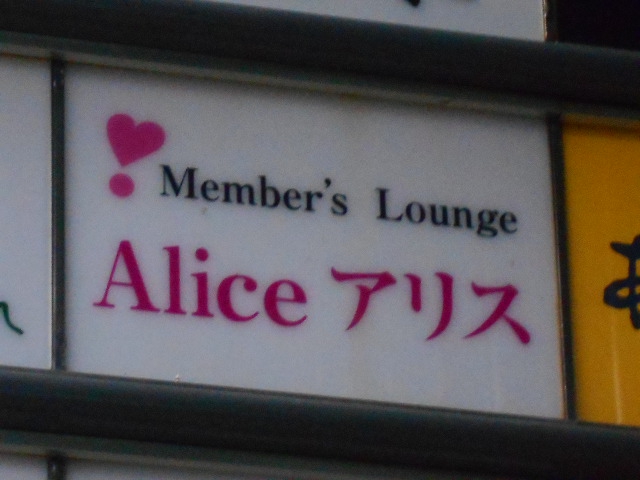 Member's Lounge
Alice アリス